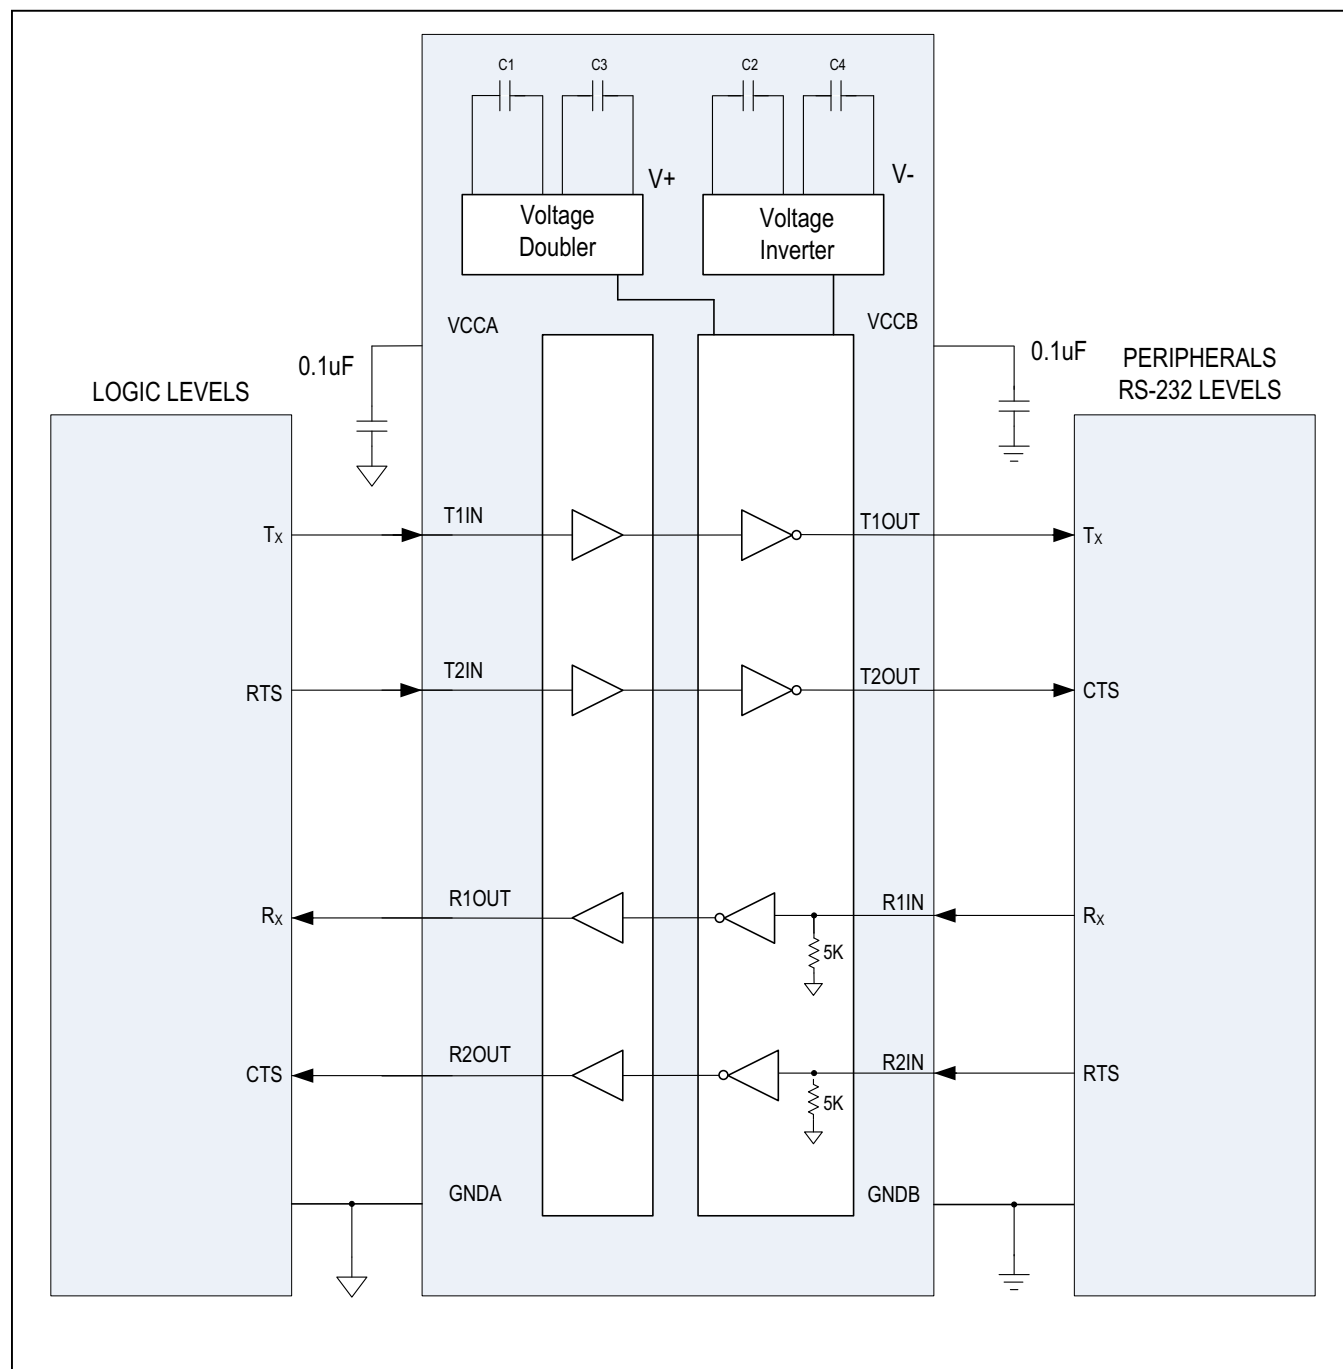 C1
C3
C2
C4
V+
V-
Voltage
Doubler
Voltage
Inverter
VCCA
VCCB
0.1uF
0.1uF
LOGIC LEVELS
PERIPHERALS
RS-232 LEVELS
TX
T1IN
T1OUT
TX
RTS
T2IN
T2OUT
CTS
RX
R1OUT
R1IN
RX
5K
CTS
R2OUT
R2IN
RTS
5K
GNDA
GNDB